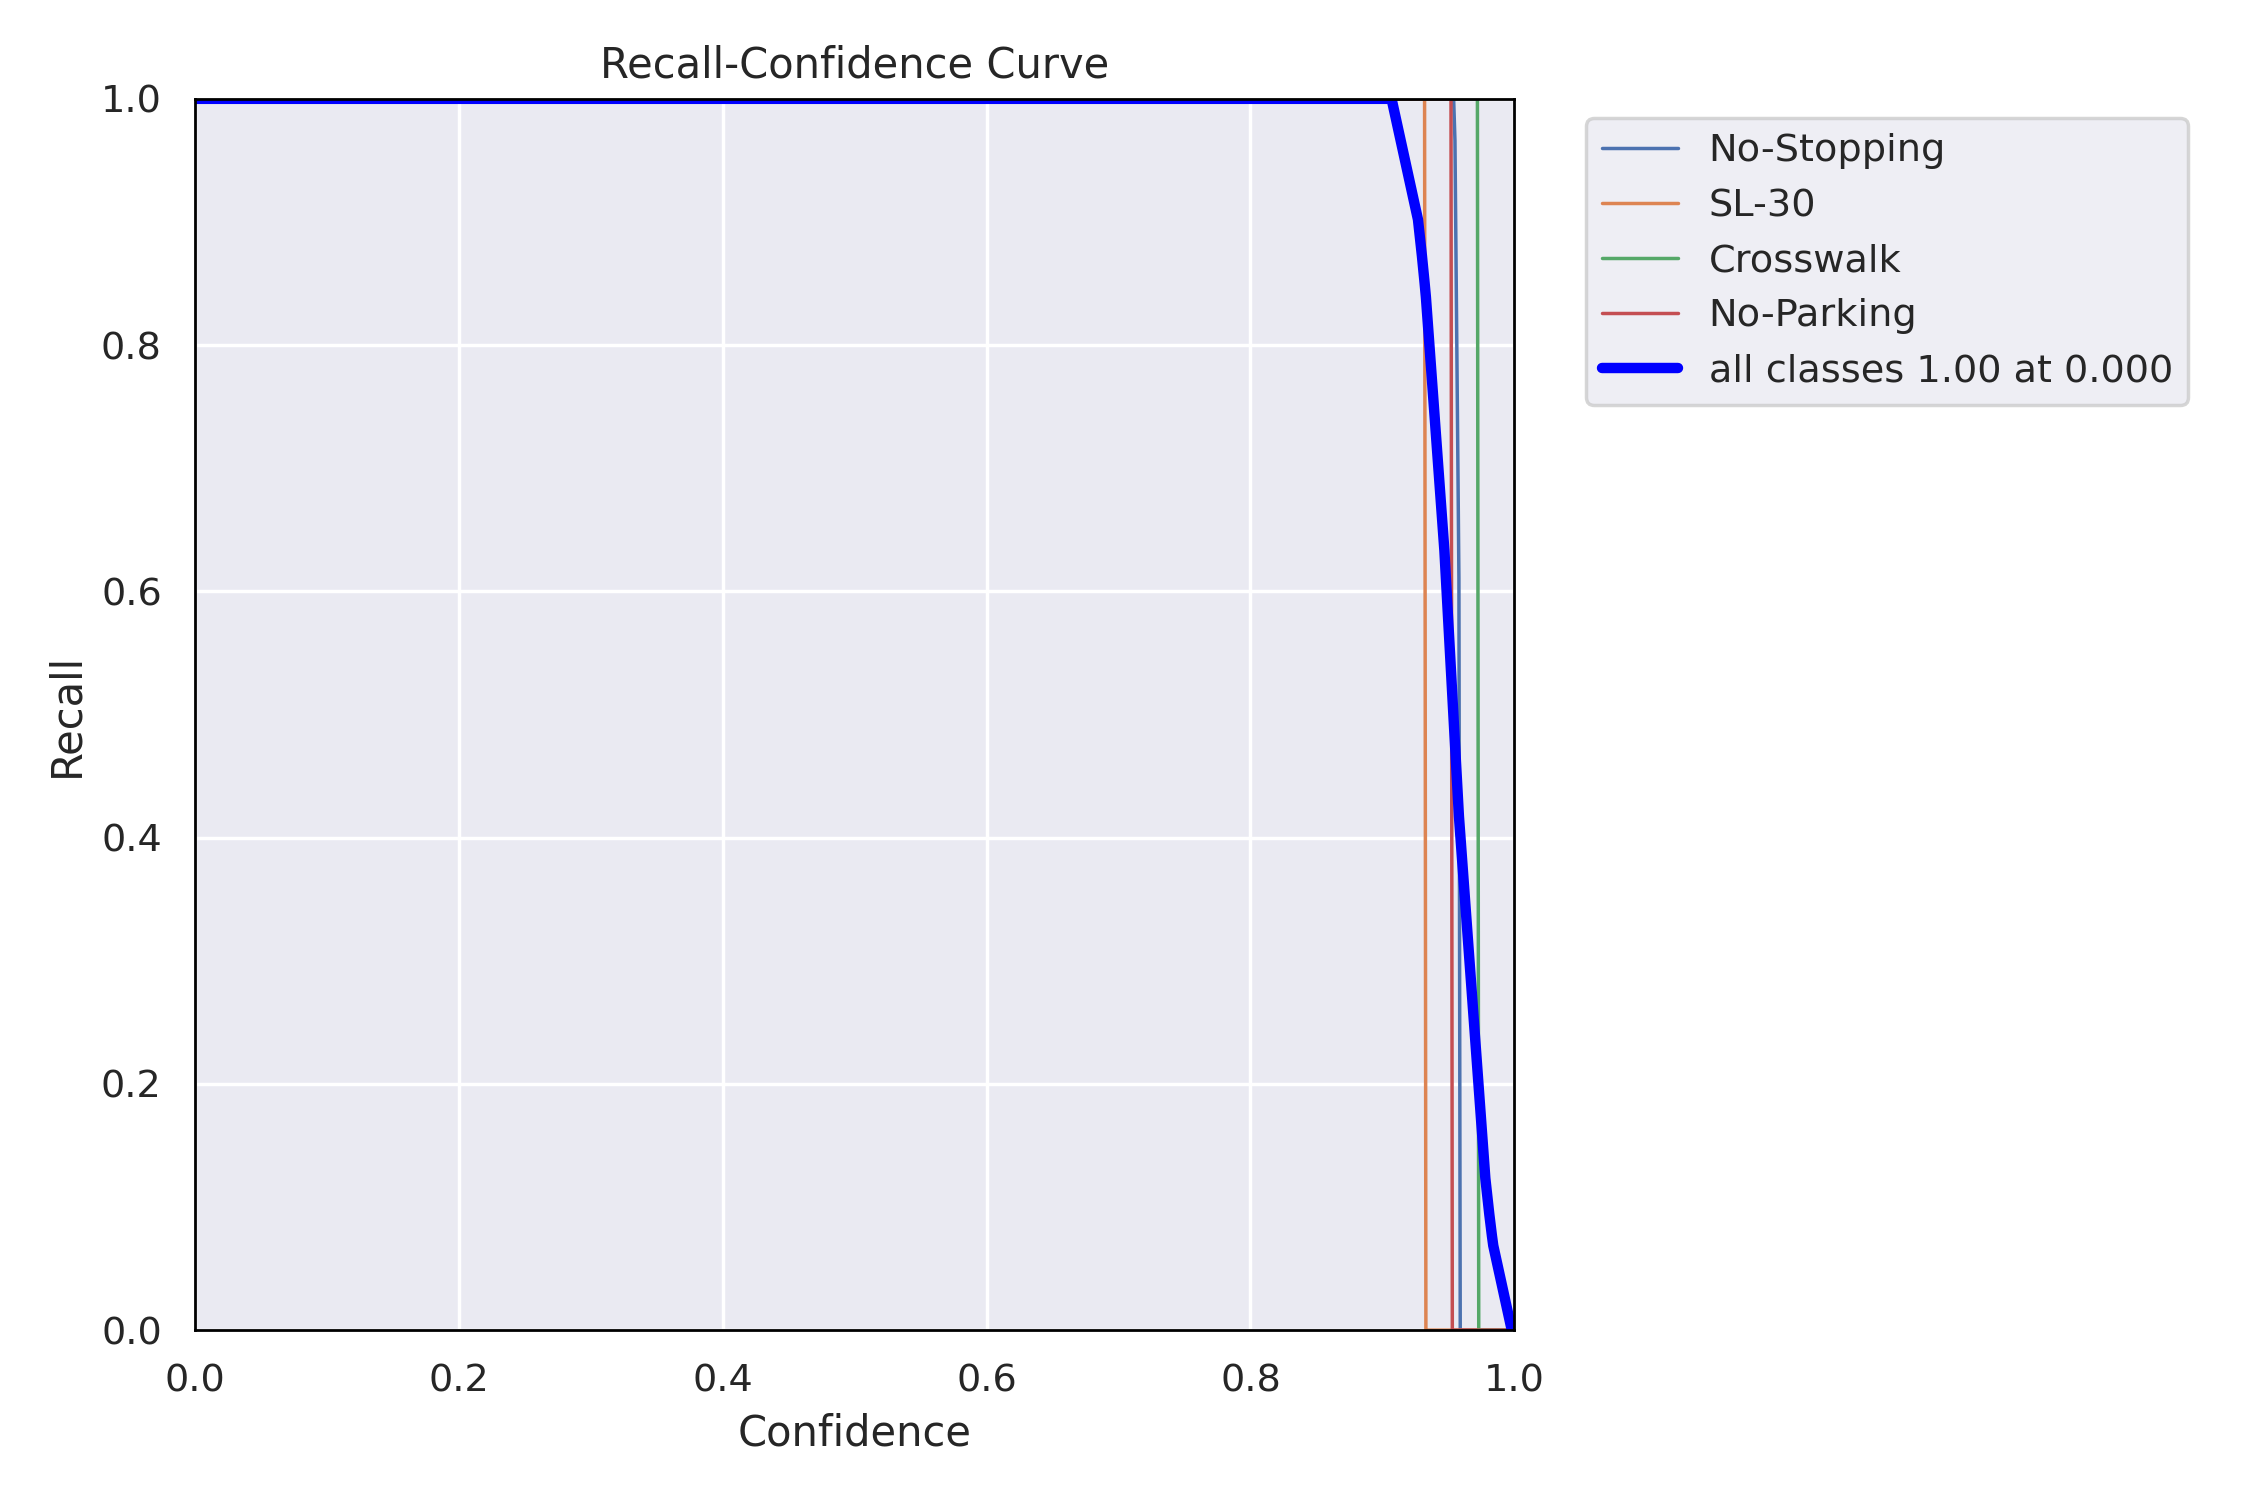 Recall-Confidence Curve
1.0
0.8
0.6
0.4
0.2
0.0
Recall
0.0 0.2 0.4 0.6 0.8 1.0
Confidence
No-Stopping
SL-30
Crosswalk
No-Parking
all classes 1.00 at 0.000